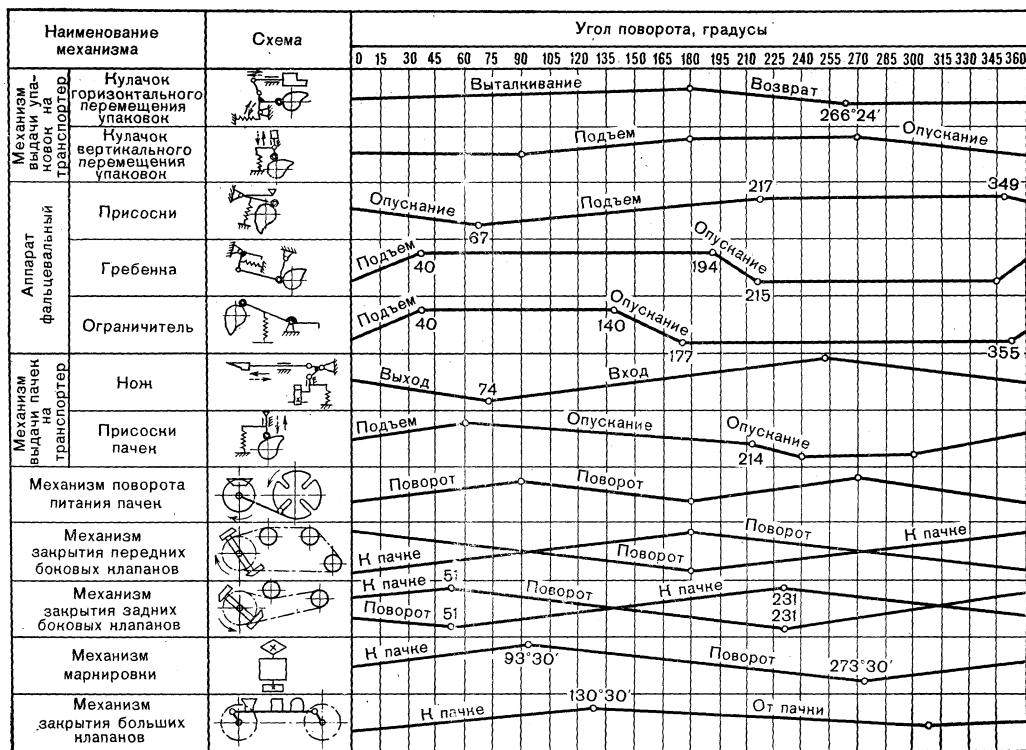 Наименование
механизма
Схема
Угол поворота, градусы
0 15 45 60 75 90 105 120 135 150 165 180 195 210 225 240 255 270 285 300 315 330 345 360
Механизм
выдачи упа-
ковок на
транспортер
Кулачок
горизонтального
перемещения
упаковок
Выталкивание
Возврат
266°24'
Кулачок
вертикального
перемещения
упаковок
Подъем
Опускание
Аппарат
фальцевальный
Присоски
Опускание
67
Подъем
217
349
Гребенка
Подъем
40
194
Опускание
215
Ограничитель
Подъем
40
140
Опускание
177
355
Механизм
выдачи пачек
на
транспортер
Нож
Выход
74
Вход
Присоски
пачек
Подъем
Опускание
Опускание
214
Механизм поворота
питания пачек
Поворот
Поворот
Механизм
закрытия передних
боковых клапанов
К пачке
Поворот
Поворот
К пачке
Механизм
закрытия задних
боковых клапанов
К пачке
51
Поворот
51
Поворот
К пачке
231
231
Механизм
марнировки
К пачке
93°30'
Поворот
273°30'
Механизм
закрытия больших
клапанов
К пачке
130°30'
От пачки